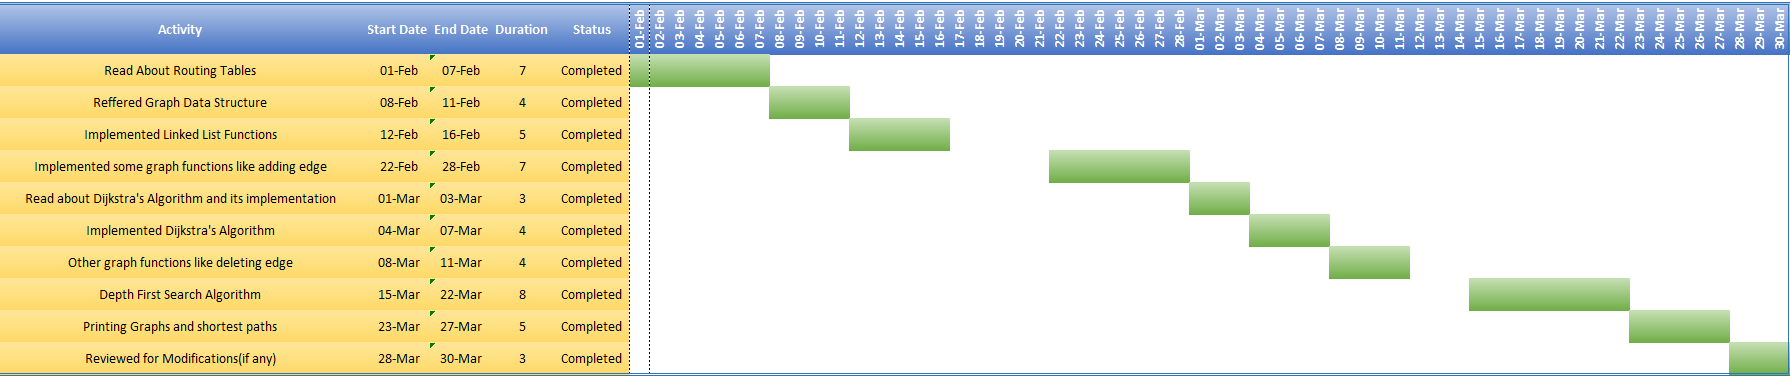 Activity Start Date End Date Duration Status 01-Feb 02-Feb 03-Feb 04-Feb 05-Feb 06-Feb 07-Feb 08-Feb 09-Feb 10-Feb 11-Feb 12-Feb 13-Feb 14-Feb 15-Feb 16-Feb 17-Feb 18-Feb 19-Feb 20-Feb 21-Feb 22-Feb 23-Feb 24-Feb 25-Feb 26-Feb 27-Feb 28-Feb 01-Mar 02-Mar 03-Mar 04-Mar 05-Mar 06-Mar 07-Mar 08-Mar 09-Mar 10-Mar 11-Mar 12-Mar 13-Mar 14-Mar 15-Mar 16-Mar 17-Mar 18-Mar 19-Mar 20-Mar 21-Mar 22-Mar 23-Mar 24-Mar 25-Mar 26-Mar 27-Mar 28-Mar 29-Mar 30-Mar
Read About Routing Tables 01-Feb 07-Feb 7 Completed
Reffered Graph Data Structure 08-Feb 11-Feb 4 Completed
Implemented Linked List Functions 12-Feb 16-Feb 5 Completed
Implemented some graph functions like adding edge 22-Feb 28-Feb 7 Completed
Read about Dijkstra's Algorithm and its implementation 01-Mar 03-Mar 3 Completed
Implemented Dijkstra's Algorithm 04-Mar 07-Mar 4 Completed
Other graph functions like deleting edge 08-Mar 11-Mar 4 Completed
Depth First Search Algorithm 15-Mar 22-Mar 8 Completed
Printing Graphs and shortest paths 23-Mar 27-Mar 5 Completed
Reviewed for Modifications(if any) 28-Mar 30-Mar 3 Completed